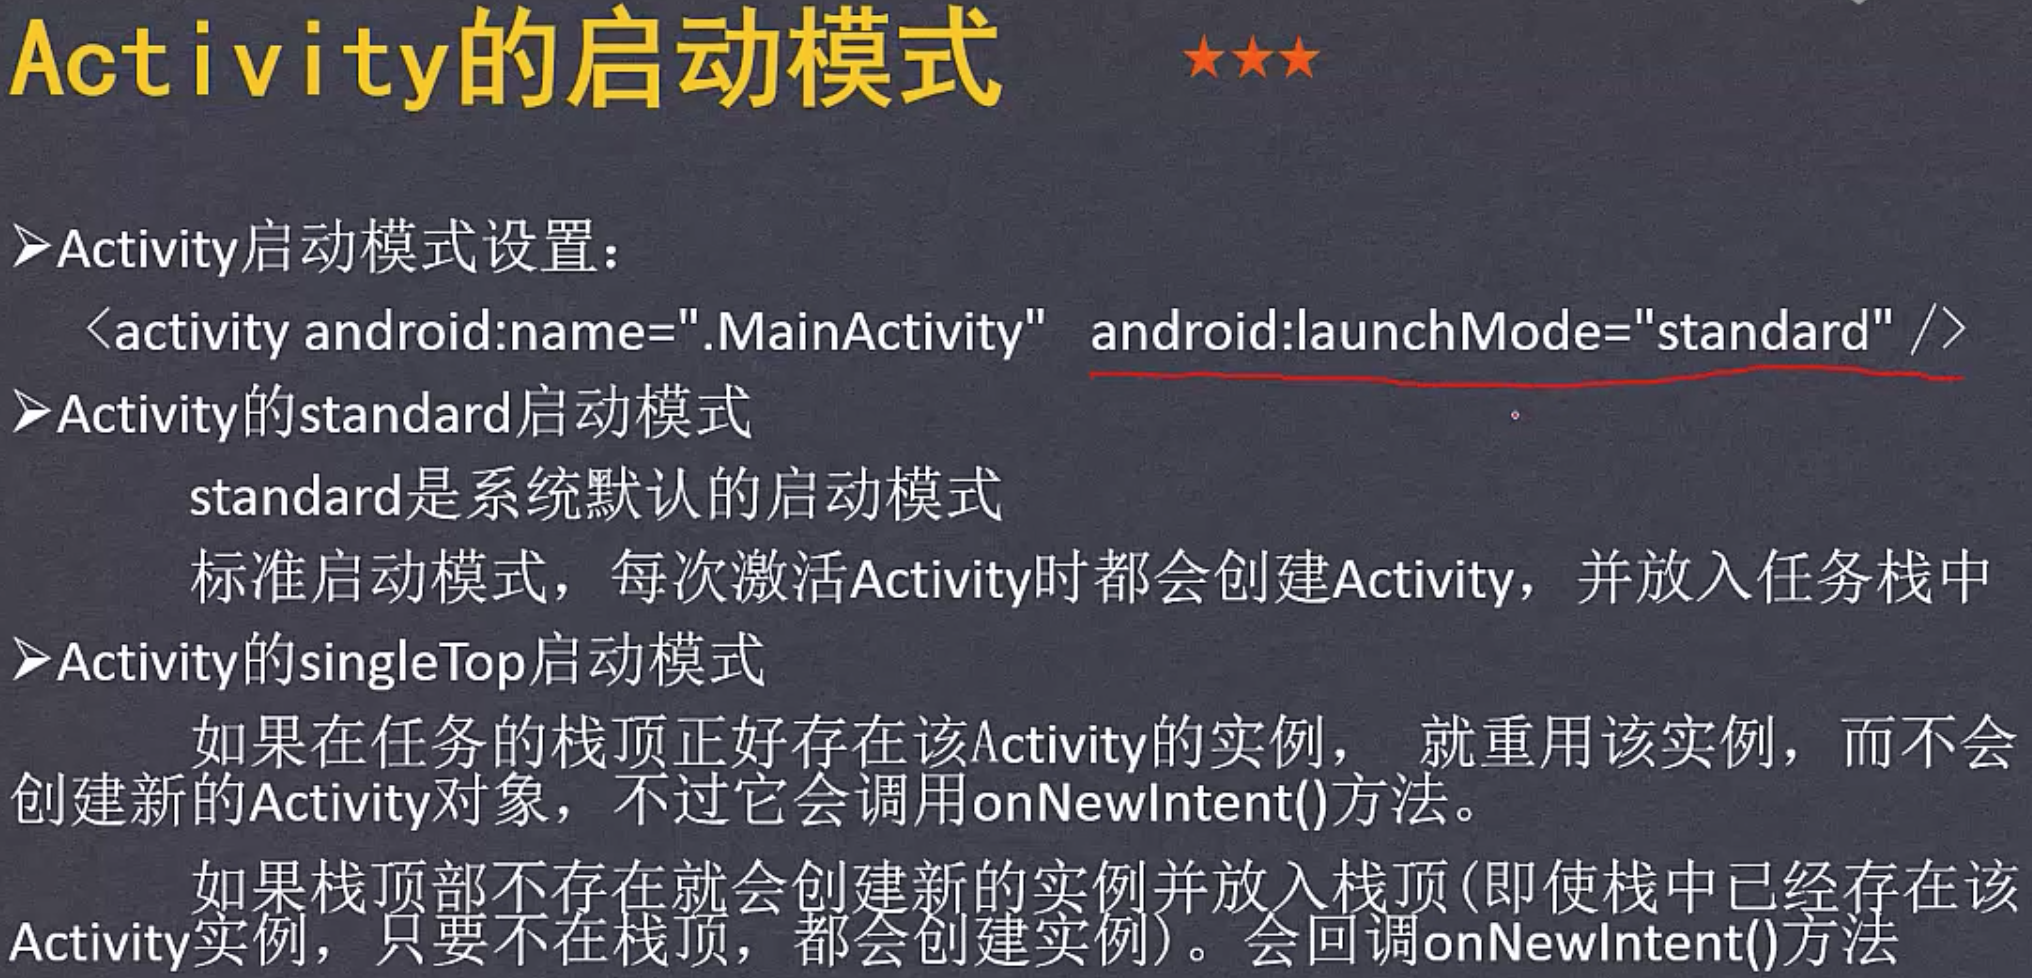 Activity的启动模式 ★★★
➢Activity启动模式设置：
<activity android:name=".MainActivity" android:launchMode="standard" />
➢Activity的standard启动模式
standard是系统默认的启动模式
标准启动模式，每次激活Activity时都会创建Activity，并放入任务栈中
➢Activity的singleTop启动模式
如果在任务的栈顶正好存在该Activity的实例， 就重用该实例，而不会
创建新的Activity对象，不过它会调用onNewIntent()方法。
如果栈顶部不存在就会创建新的实例并放入栈顶(即使栈中已经存在该
Activity实例，只要不在栈顶，都会创建实例)。会回调onNewIntent()方法